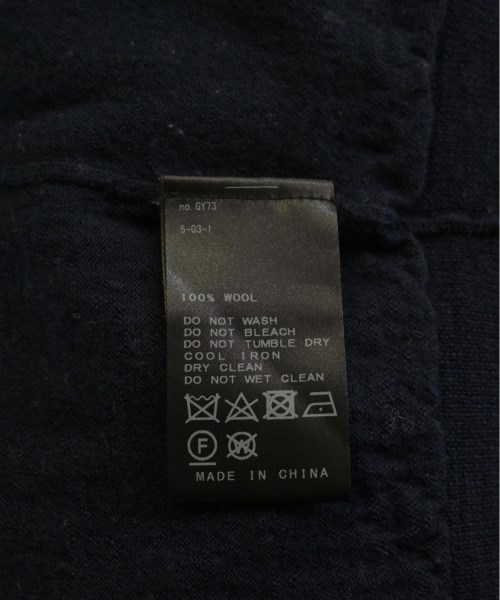 no. GY73
5-03-1
100% WOOL
DO NOT WASH
DO NOT BLEACH
DO NOT TUMBLE DRY
COOL IRON
DRY CLEAN
DO NOT WET CLEAN
F W
MADE IN CHINA